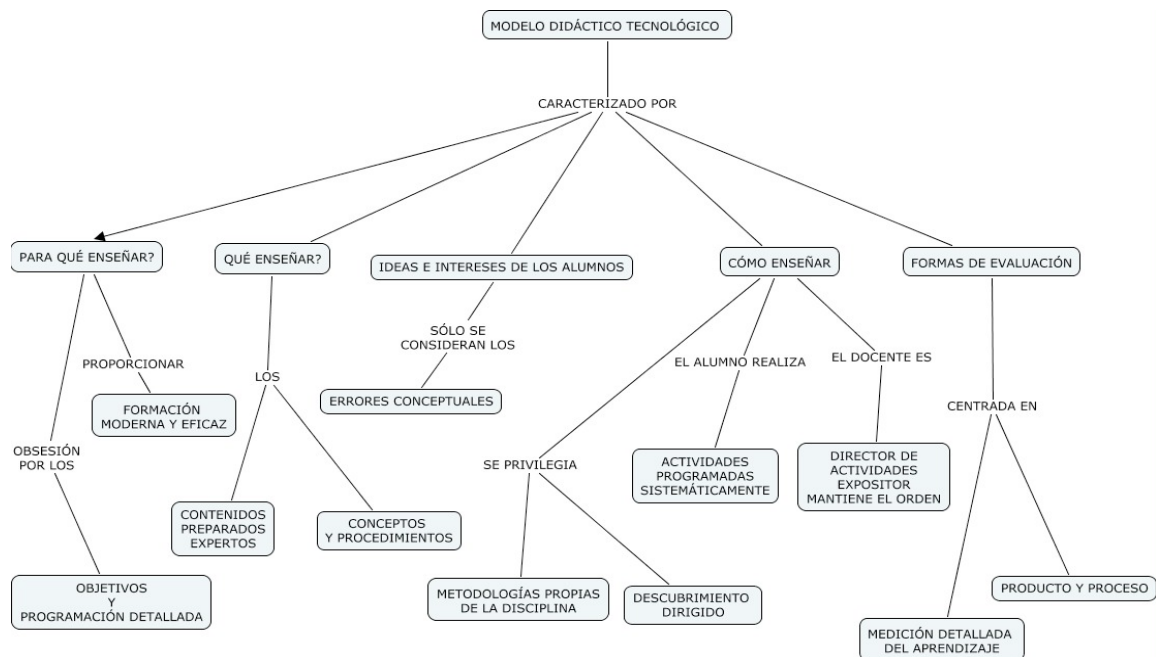 MODELO DIDÁCTICO TECNOLÓGICO
CARACTERIZADO POR
PARA QUÉ ENSEÑAR?
QUÉ ENSEÑAR?
IDEAS E INTERESES DE LOS ALUMNOS
CÓMO ENSEÑAR
FORMAS DE EVALUACIÓN
PROPORCIONAR
FORMACIÓN
MODERNA Y EFICAZ
OBSESIÓN
POR LOS
OBJETIVOS
Y
PROGRAMACIÓN DETALLADA
LOS
CONTENIDOS
PREPARADOS
EXPERTOS
CONCEPTOS
Y PROCEDIMIENTOS
SÓLO SE
CONSIDERAN LOS
ERRORES CONCEPTUALES
SE PRIVILEGIA
METODOLOGÍAS PROPIAS
DE LA DISCIPLINA
DESCUBRIMIENTO
DIRIGIDO
EL ALUMNO REALIZA
ACTIVIDADES
PROGRAMADAS
SISTEMÁTICAMENTE
EL DOCENTE ES
DIRECTOR DE
ACTIVIDADES
EXPOSITOR
MANTIENE EL ORDEN
CENTRADA EN
MEDICIÓN DETALLADA
DEL APRENDIZAJE
PRODUCTO Y PROCESO